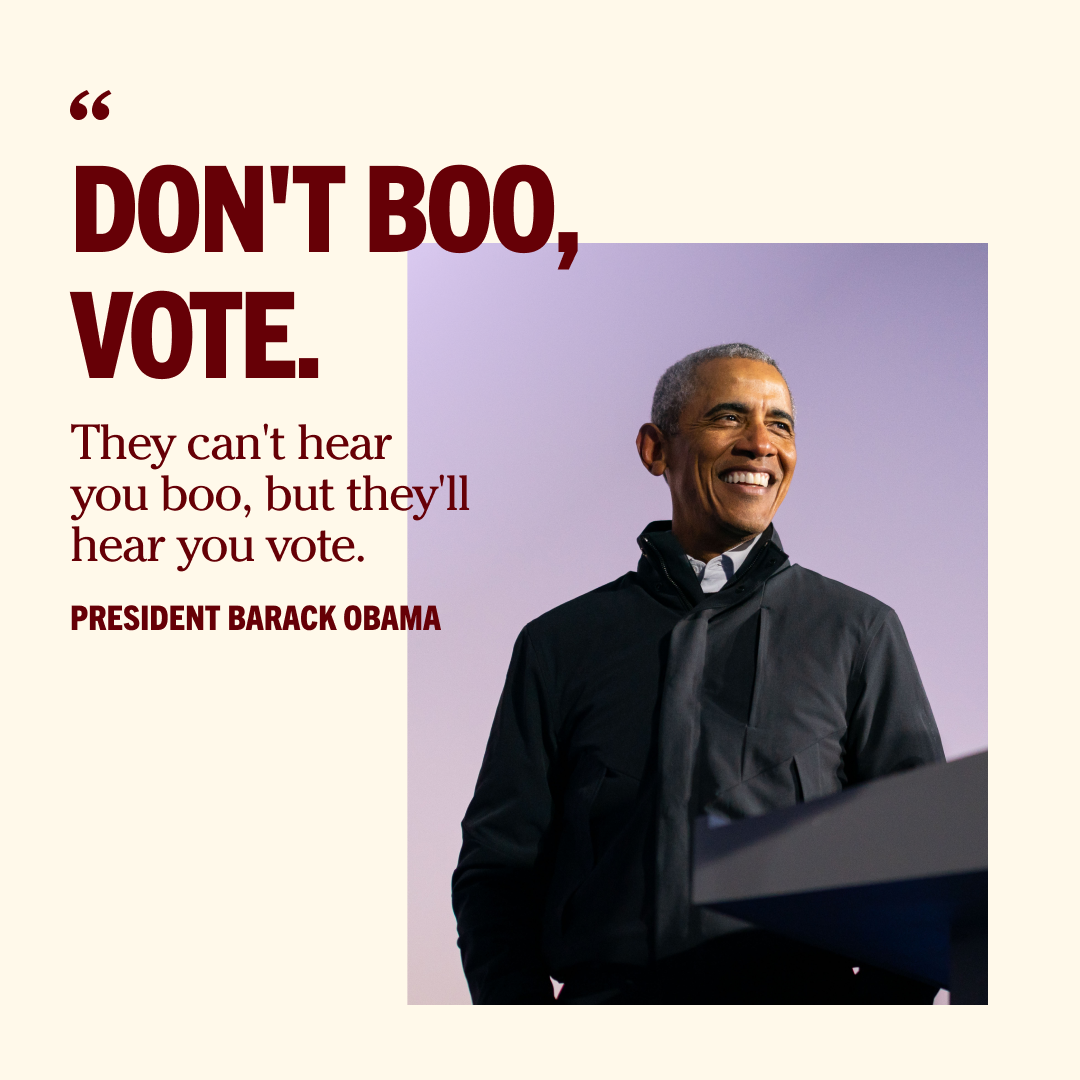 “
DON'T BOO,
VOTE.
They can't hear
you boo, but they'll
hear you vote.
PRESIDENT BARACK OBAMA